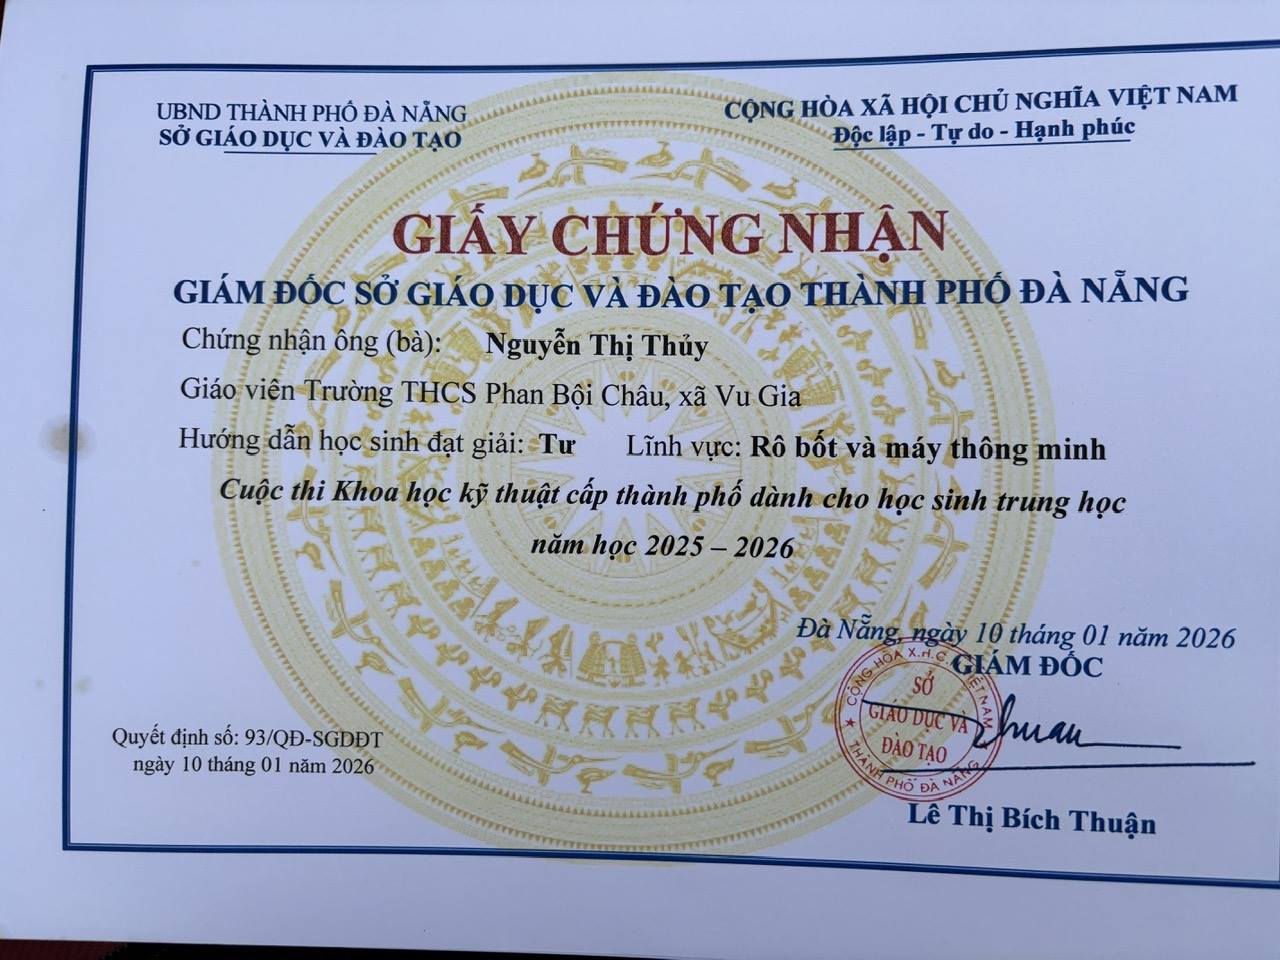 UBND THÀNH PHỐ ĐÀ NẴNG
SỞ GIÁO DỤC VÀ ĐÀO TẠO
CỘNG HÒA XÃ HỘI CHỦ NGHĨA VIỆT NAM
Độc lập - Tự do - Hạnh phúc
GIẤY CHỨNG NHẬN
GIÁM ĐỐC SỞ GIÁO DỤC VÀ ĐÀO TẠO THÀNH PHỐ ĐÀ NẴNG
Chứng nhận ông (bà): Nguyễn Thị Thủy
Giáo viên Trường THCS Phan Bội Châu, xã Vu Gia
Hướng dẫn học sinh đạt giải: Tư Lĩnh vực: Rô bốt và máy thông minh
Cuộc thi Khoa học kỹ thuật cấp thành phố dành cho học sinh trung học
năm học 2025 – 2026
Đà Nẵng, ngày 10 tháng 01 năm 2026
GIÁM ĐỐC
CỘNG HÒA X.H.C.N VIỆT NAM
SỞ
GIÁO DỤC VÀ
ĐÀO TẠO
THÀNH PHỐ ĐÀ NẴNG
Thuan
Lê Thị Bích Thuận
Quyết định số: 93/QĐ-SGDĐT
ngày 10 tháng 01 năm 2026